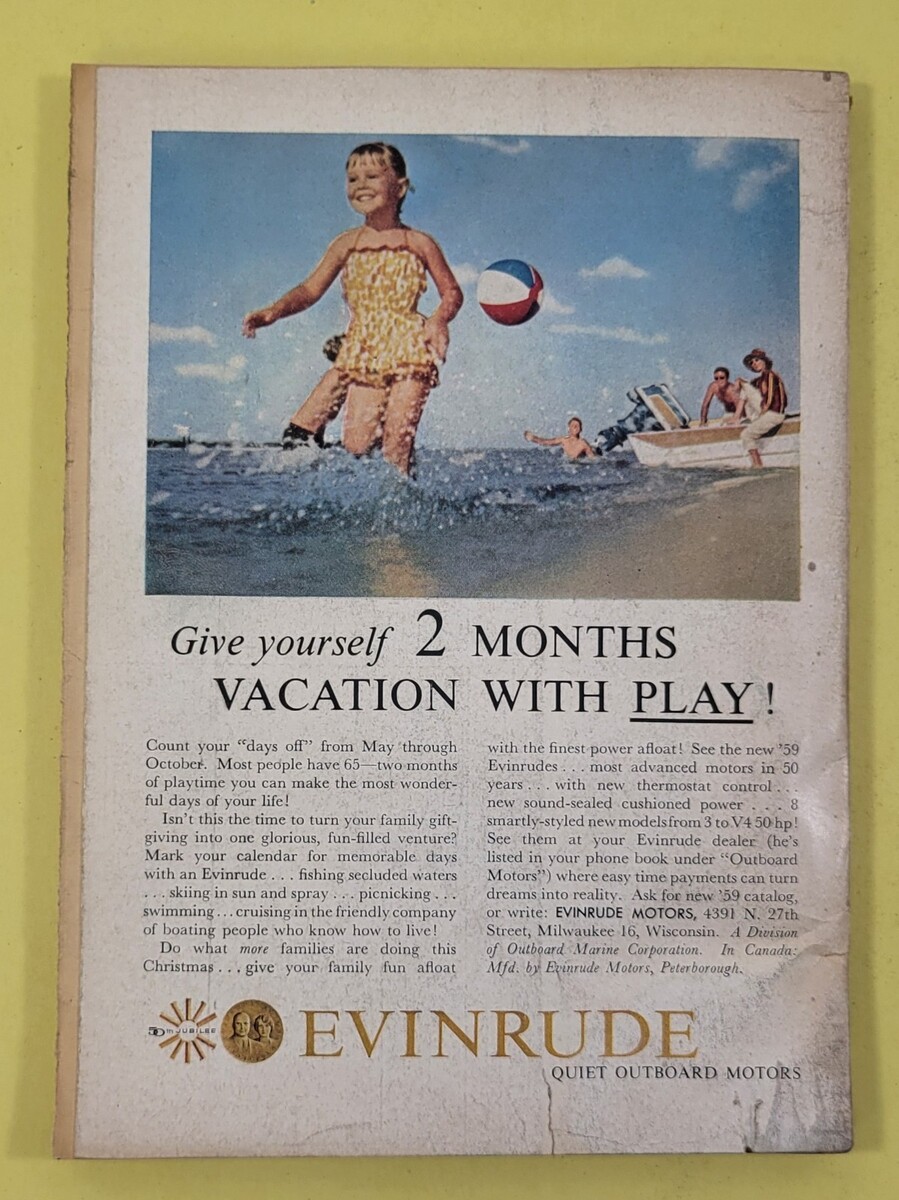 Give yourself 2 MONTHS
VACATION WITH PLAY!
Count your “days off” from May through
October. Most people have 65—two months
of playtime you can make the most wonder-
ful days of your life!
Isn't this the time to turn your family gift-
giving into one glorious, fun-filled venture?
Mark your calendar for memorable days
with an Evinrude . . . fishing secluded waters
. . . skiing in sun and spray . . . picnicking . . .
swimming . . . cruising in the friendly company
of boating people who know how to live!
Do what more families are doing this
Christmas . . . give your family fun afloat
with the finest power afloat! See the new '59
Evinrudes . . . most advanced motors in 50
years . . . with new thermostat control . . .
new sound-sealed cushioned power . . . 8
smartly-styled new models from 3 to V4 50 hp!
See them at your Evinrude dealer (he's
listed in your phone book under “Outboard
Motors”) where easy time payments can turn
dreams into reality. Ask for new '59 catalog,
or write: EVINRUDE MOTORS, 4391 N. 27th
Street, Milwaukee 16, Wisconsin. A Division
of Outboard Marine Corporation. In Canada:
Mfd. by Evinrude Motors, Peterborough.
50th JUBILEE
EVINRUDE
QUIET OUTBOARD MOTORS